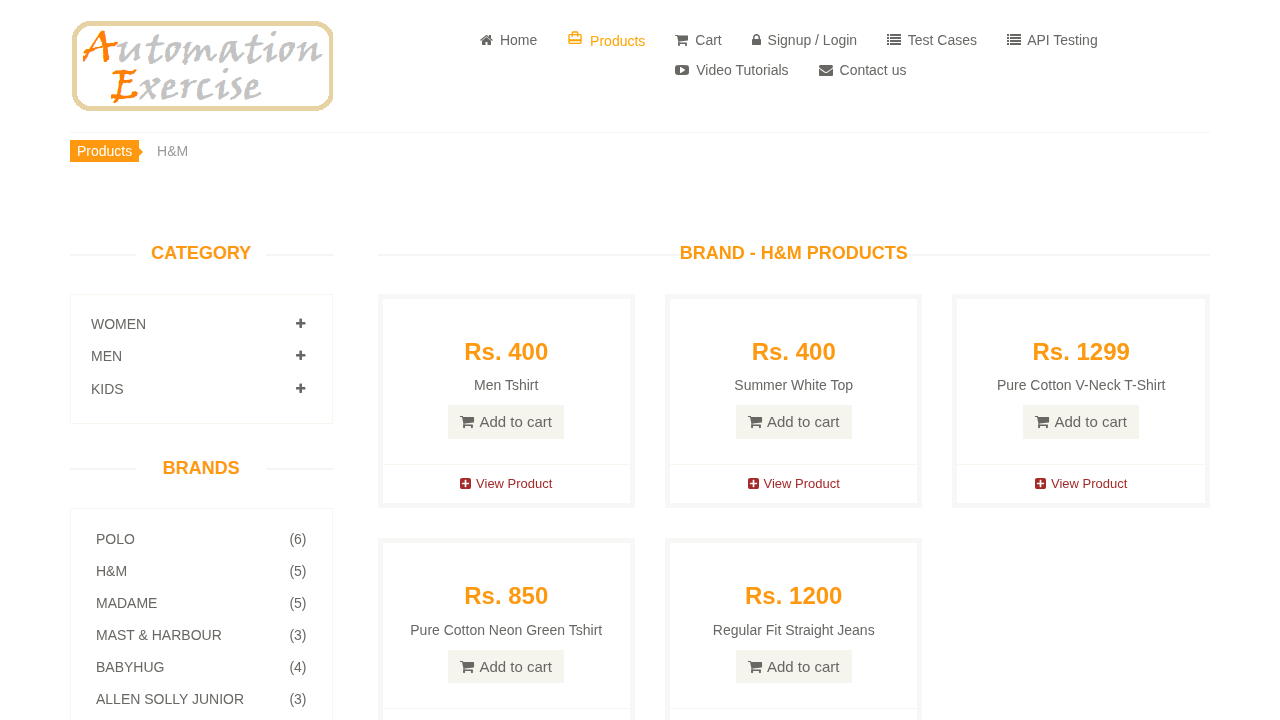 Automation
Exercise
Home
Products
Cart
Signup / Login
Test Cases
API Testing
Video Tutorials
Contact us
Products
H&M
CATEGORY
WOMEN
MEN
KIDS
BRANDS
POLO (6)
H&M (5)
MADAME (5)
MAST & HARBOUR (3)
BABYHUG (4)
ALLEN SOLLY JUNIOR (3)
BRAND - H&M PRODUCTS
Rs. 400
Men Tshirt
Add to cart
View Product
Rs. 400
Summer White Top
Add to cart
View Product
Rs. 1299
Pure Cotton V-Neck T-Shirt
Add to cart
View Product
Rs. 850
Pure Cotton Neon Green Tshirt
Add to cart
Rs. 1200
Regular Fit Straight Jeans
Add to cart